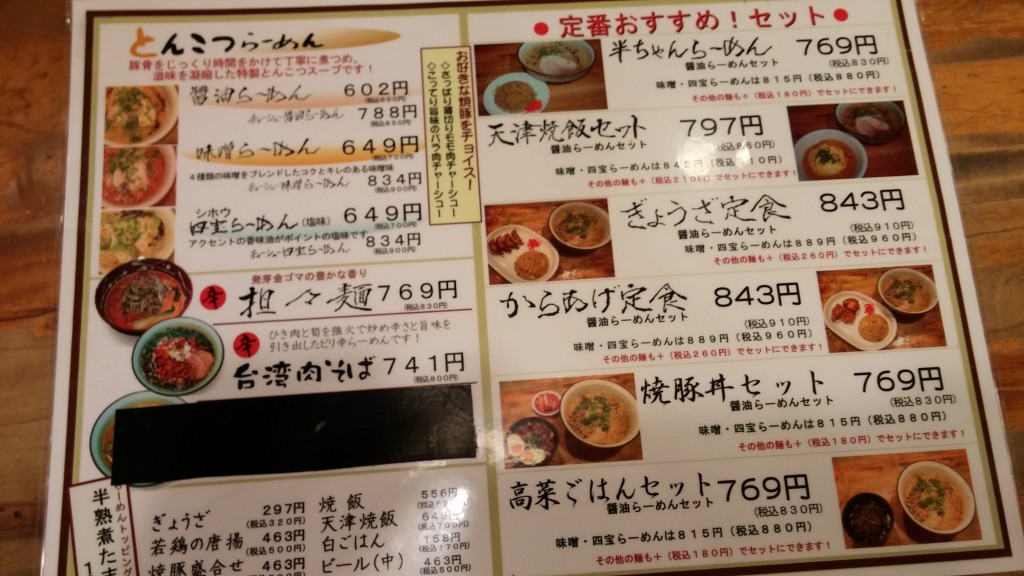 とんこつらーめん
豚骨をじっくり時間をかけて丁寧に煮つめ、
滋味を凝縮した特製とんこつスープです！
醤油らーめん 602円
(税込650円)
チャーシュー醤油らーめん 788円
(税込850円)
味噌らーめん 649円
(税込700円)
4種類の味噌をブレンドしたコクとキレのある味噌味
チャーシュー味噌らーめん 834円
(税込900円)
シホウ
四宝らーめん(塩味) 649円
(税込700円)
アクセントの香味油がポイントの塩味です
チャーシュー四宝らーめん 834円
(税込900円)
お好きな焼豚をチョイス！
◇さっぱり薄切りモモ肉チャーシュー
◇こってり旨味のバラ肉チャーシュー
発芽金ゴマの豊かな香り
辛 担々麺 769円
(税込830円)
ひき肉と筍を強火で炒め辛さと旨味を
引き出したピリ辛らーめんです！
辛 台湾肉そば 741円
(税込800円)
らーめんトッピング
半熟煮たま
ぎょうざ 297円
(税込320円)
若鶏の唐揚 463円
(税込500円)
焼豚盛合せ 463円
焼飯 556円
天津焼飯 649円
(税込700円)
白ごはん 158円
(税込170円)
ビール(中) 463円
(税込500円)
●定番おすすめ！セット●
半ちゃんらーめん 769円
醤油らーめんセット (税込830円)
味噌・四宝らーめんは815円(税込880円)
その他の麺も＋(税込180円)でセットにできます！
天津焼飯セット 797円
醤油らーめんセット (税込860円)
味噌・四宝らーめんは842円(税込910円)
その他の麺も＋(税込210円)でセットにできます！
ぎょうざ定食 843円
醤油らーめんセット (税込910円)
味噌・四宝らーめんは889円(税込960円)
その他の麺も＋(税込260円)でセットにできます！
からあげ定食 843円
醤油らーめんセット (税込910円)
味噌・四宝らーめんは889円(税込960円)
その他の麺も＋(税込260円)でセットにできます！
焼豚丼セット 769円
醤油らーめんセット (税込830円)
味噌・四宝らーめんは815円(税込880円)
その他の麺も＋(税込180円)でセットにできます！
高菜ごはんセット 769円
醤油らーめんセット (税込830円)
味噌・四宝らーめんは815円(税込880円)
その他の麺も＋(税込180円)でセットにできます！